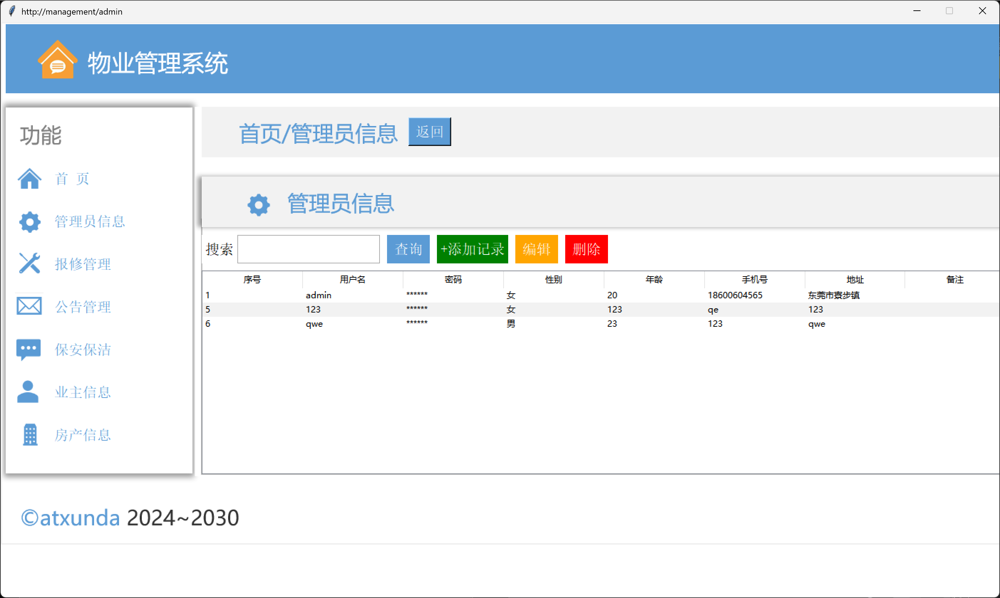 http://management/admin
物业管理系统
功能
首 页
管理员信息
报修管理
公告管理
保安保洁
业主信息
房产信息
首页/管理员信息 返回
管理员信息
搜索 查询 +添加记录 编辑 删除
序号 用户名 密码 性别 年龄 手机号 地址 备注
1 admin ****** 女 20 18600604565 东莞市寮步镇
5 123 ****** 女 123 qe 123
6 qwe ****** 男 23 123 qwe
©atxunda 2024~2030